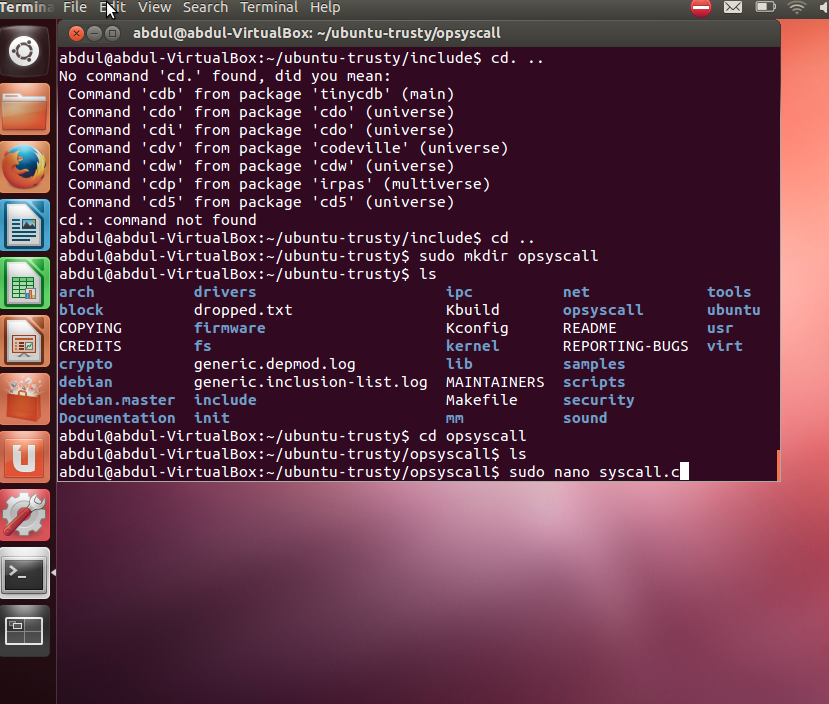 Termina File Edit View Search Terminal Help
abdul@abdul-VirtualBox: ~/ubuntu-trusty/opsyscall
abdul@abdul-VirtualBox:~/ubuntu-trusty/include$ cd. ..
No command 'cd.' found, did you mean:
 Command 'cdb' from package 'tinycdb' (main)
 Command 'cdo' from package 'cdo' (universe)
 Command 'cdi' from package 'cdo' (universe)
 Command 'cdv' from package 'codeville' (universe)
 Command 'cdw' from package 'cdw' (universe)
 Command 'cdp' from package 'irpas' (multiverse)
 Command 'cd5' from package 'cd5' (universe)
cd.: command not found
abdul@abdul-VirtualBox:~/ubuntu-trusty/include$ cd ..
abdul@abdul-VirtualBox:~/ubuntu-trusty$ sudo mkdir opsyscall
abdul@abdul-VirtualBox:~/ubuntu-trusty$ ls
arch drivers ipc net tools
block dropped.txt Kbuild opsyscall ubuntu
COPYING firmware Kconfig README usr
CREDITS fs kernel REPORTING-BUGS virt
crypto generic.depmod.log lib samples
debian generic.inclusion-list.log MAINTAINERS scripts
debian.master include Makefile security
Documentation init mm sound
abdul@abdul-VirtualBox:~/ubuntu-trusty$ cd opsyscall
abdul@abdul-VirtualBox:~/ubuntu-trusty/opsyscall$ ls
abdul@abdul-VirtualBox:~/ubuntu-trusty/opsyscall$ sudo nano syscall.c